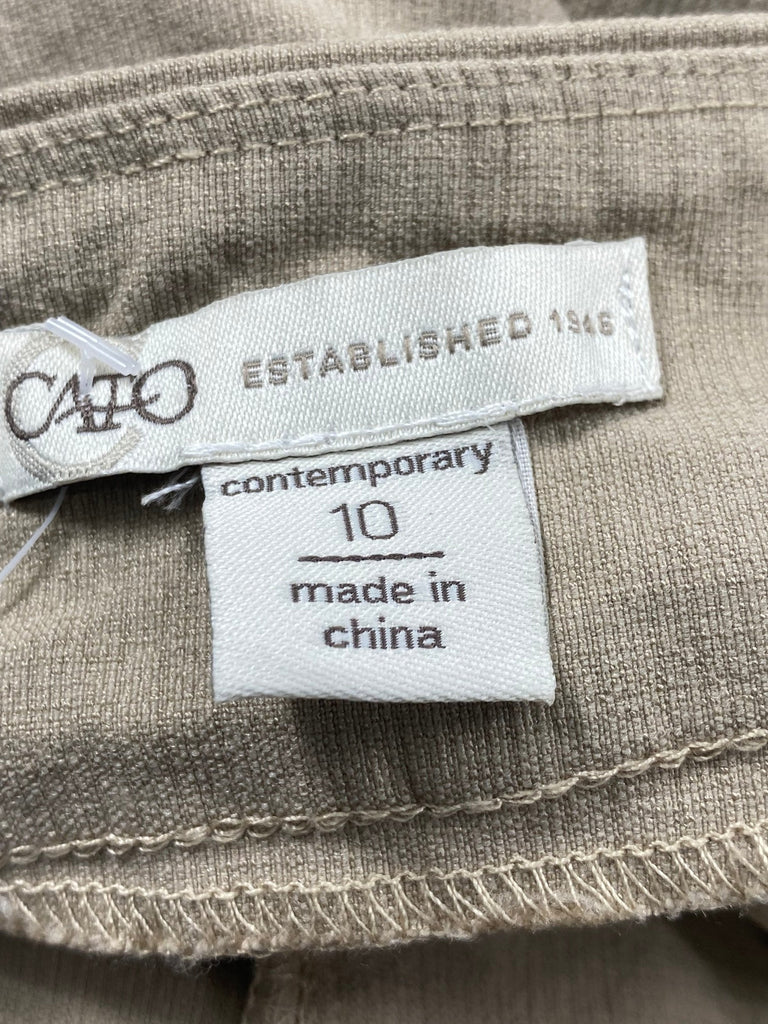 CATO ESTABLISHED 1946
contemporary
10
made in
china